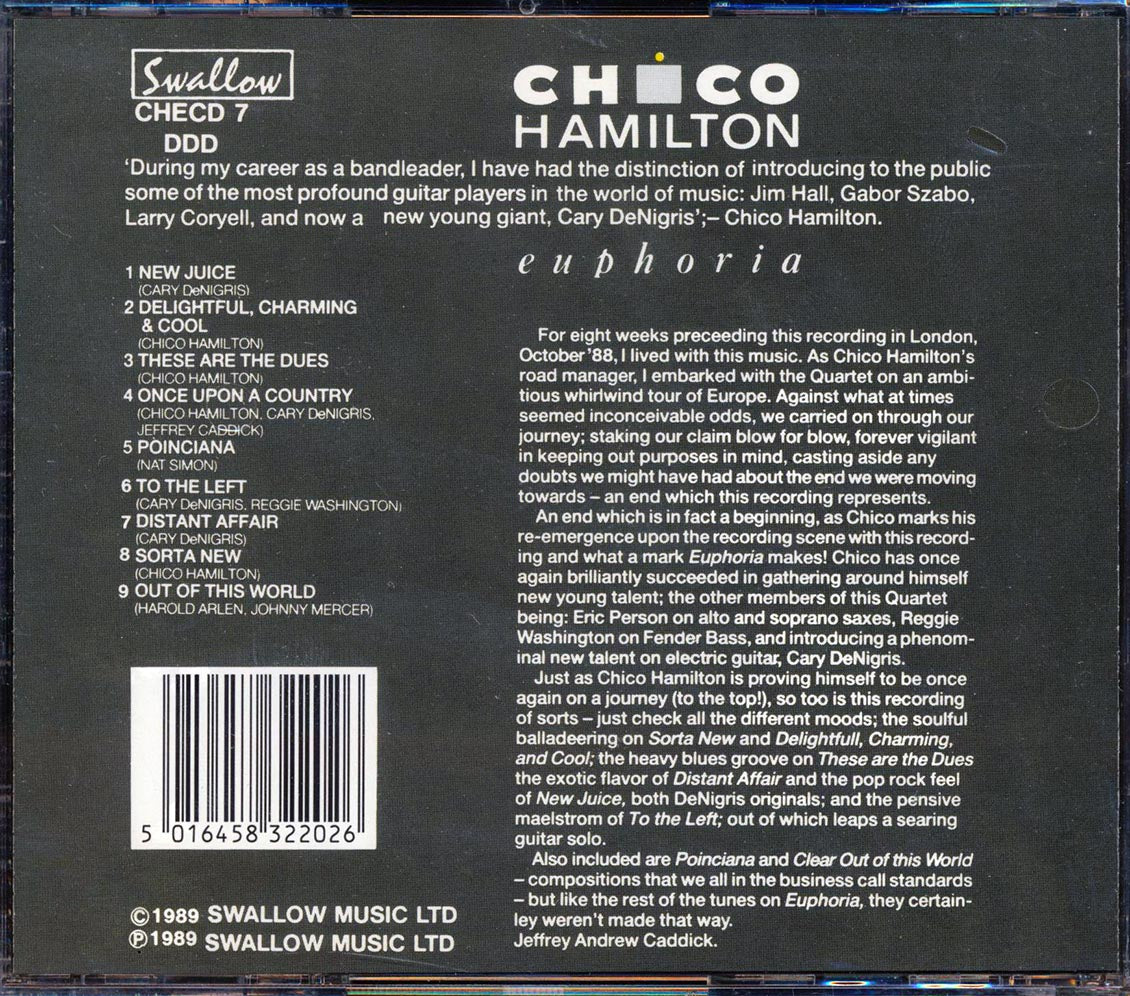 Swallow
CHECD 7
DDD
CHICO
HAMILTON
'During my career as a bandleader, I have had the distinction of introducing to the public
some of the most profound guitar players in the world of music: Jim Hall, Gabor Szabo,
Larry Coryell, and now a new young giant, Cary DeNigris';– Chico Hamilton.
euphoria
1 NEW JUICE
(CARY DeNIGRIS)
2 DELIGHTFUL, CHARMING
& COOL
(CHICO HAMILTON)
3 THESE ARE THE DUES
(CHICO HAMILTON)
4 ONCE UPON A COUNTRY
(CHICO HAMILTON, CARY DeNIGRIS,
JEFFREY CADDICK)
5 POINCIANA
(NAT SIMON)
6 TO THE LEFT
(CARY DeNIGRIS, REGGIE WASHINGTON)
7 DISTANT AFFAIR
(CARY DeNIGRIS)
8 SORTA NEW
(CHICO HAMILTON)
9 OUT OF THIS WORLD
(HAROLD ARLEN, JOHNNY MERCER)
5 016458 322026
©1989 SWALLOW MUSIC LTD
℗1989 SWALLOW MUSIC LTD
For eight weeks preceeding this recording in London,
October '88, I lived with this music. As Chico Hamilton's
road manager, I embarked with the Quartet on an ambi-
tious whirlwind tour of Europe. Against what at times
seemed inconceivable odds, we carried on through our
journey; staking our claim blow for blow, forever vigilant
in keeping out purposes in mind, casting aside any
doubts we might have had about the end we were moving
towards – an end which this recording represents.
An end which is in fact a beginning, as Chico marks his
re-emergence upon the recording scene with this record-
ing and what a mark Euphoria makes! Chico has once
again brilliantly succeeded in gathering around himself
new young talent; the other members of this Quartet
being: Eric Person on alto and soprano saxes, Reggie
Washington on Fender Bass, and introducing a phenom-
inal new talent on electric guitar, Cary DeNigris.
Just as Chico Hamilton is proving himself to be once
again on a journey (to the top!), so too is this recording
of sorts – just check all the different moods; the soulful
balladeering on Sorta New and Delightfull, Charming,
and Cool; the heavy blues groove on These are the Dues
the exotic flavor of Distant Affair and the pop rock feel
of New Juice, both DeNigris originals; and the pensive
maelstrom of To the Left; out of which leaps a searing
guitar solo.
Also included are Poinciana and Clear Out of this World
– compositions that we all in the business call standards
– but like the rest of the tunes on Euphoria, they certain-
ley weren't made that way.
Jeffrey Andrew Caddick.